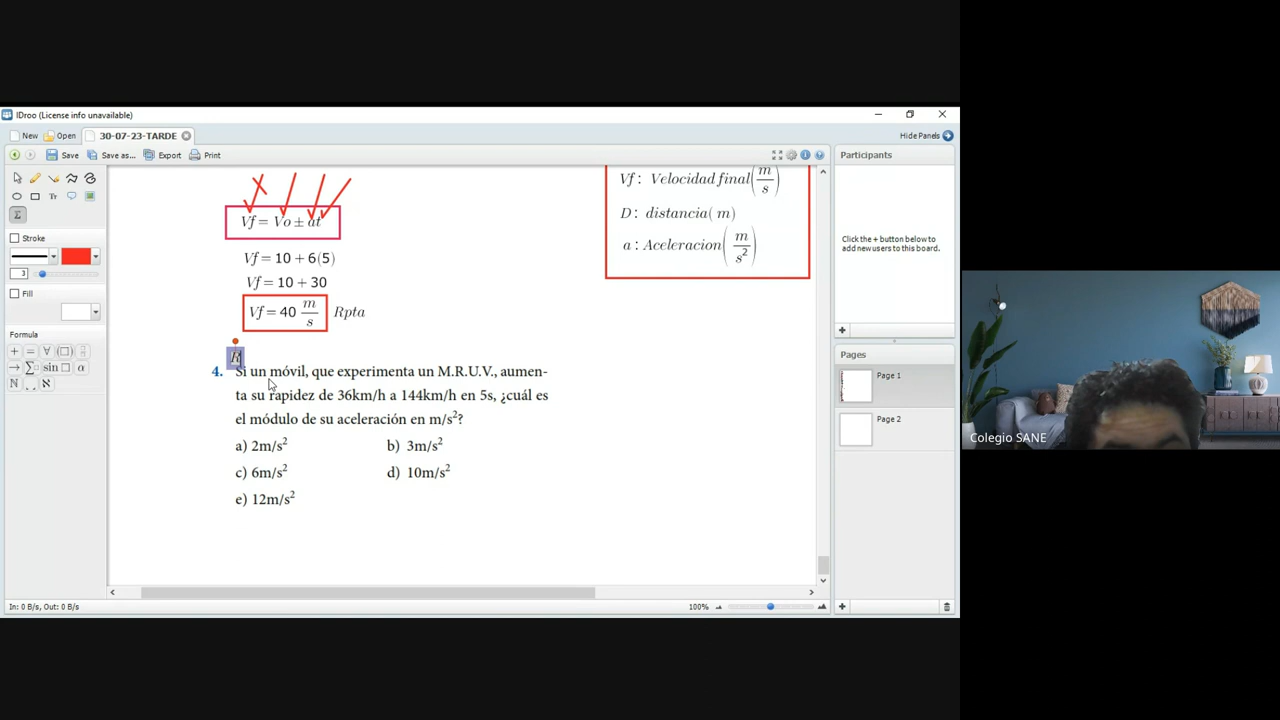 IDroo (License info unavailable)
New Open 30-07-23-TARDE Hide Panels
Save Save as... Export Print
Participants
Click the + button below to
add new users to this board.
Pages
Page 1
Page 2
Tr
Σ
Stroke
3
Fill
Formula
+ = ∀
→ Σ sin α
ℕ ℵ
Vf = Vo ± at
Vf = 10 + 6(5)
Vf = 10 + 30
Vf = 40 m/s Rpta
Vf : Velocidad final(m/s)
D : distancia( m)
a : Aceleracion(m/s²)
R
4. Si un móvil, que experimenta un M.R.U.V., aumen-
ta su rapidez de 36km/h a 144km/h en 5s, ¿cuál es
el módulo de su aceleración en m/s²?
a) 2m/s² b) 3m/s²
c) 6m/s² d) 10m/s²
e) 12m/s²
In: 0 B/s, Out: 0 B/s
100%
Colegio SANE